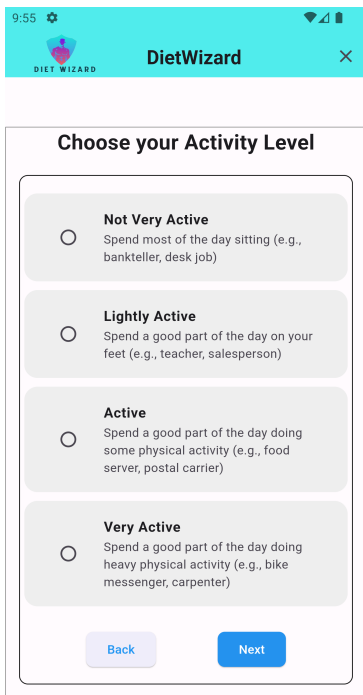 9:55
DIET WIZARD
DietWizard
Choose your Activity Level
Not Very Active
Spend most of the day sitting (e.g.,
bankteller, desk job)
Lightly Active
Spend a good part of the day on your
feet (e.g., teacher, salesperson)
Active
Spend a good part of the day doing
some physical activity (e.g., food
server, postal carrier)
Very Active
Spend a good part of the day doing
heavy physical activity (e.g., bike
messenger, carpenter)
Back
Next